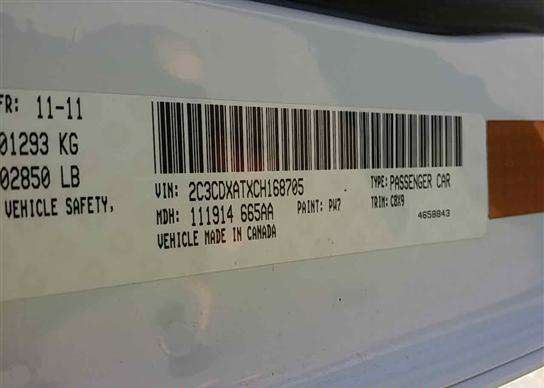 FR: 11-11
01293 KG
02850 LB
VEHICLE SAFETY,
VIN: 2C3CDXATXCH168705
TYPE: PASSENGER CAR
MDH: 111914 665AA
PAINT: PW7
TRIM: C8X9
VEHICLE MADE IN CANADA
4658843